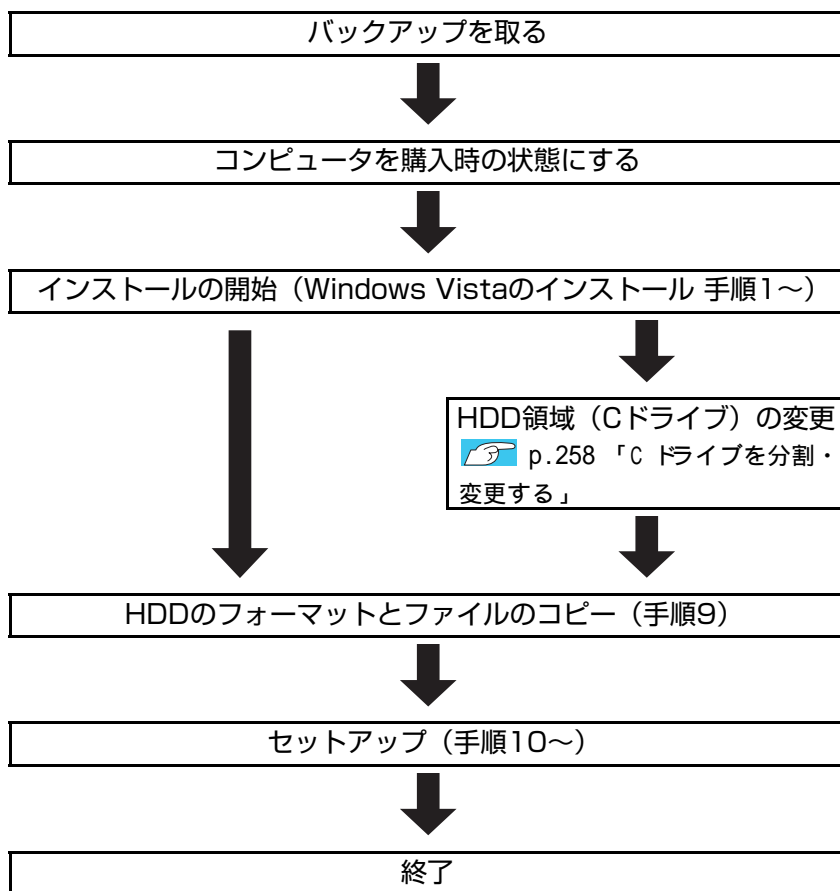 バックアップを取る
コンピュータを購入時の状態にする
インストールの開始（Windows Vistaのインストール 手順1～）
HDD領域（Cドライブ）の変更
p.258 「C ドライブを分割・
変更する」
HDDのフォーマットとファイルのコピー（手順9）
セットアップ（手順10～）
終了